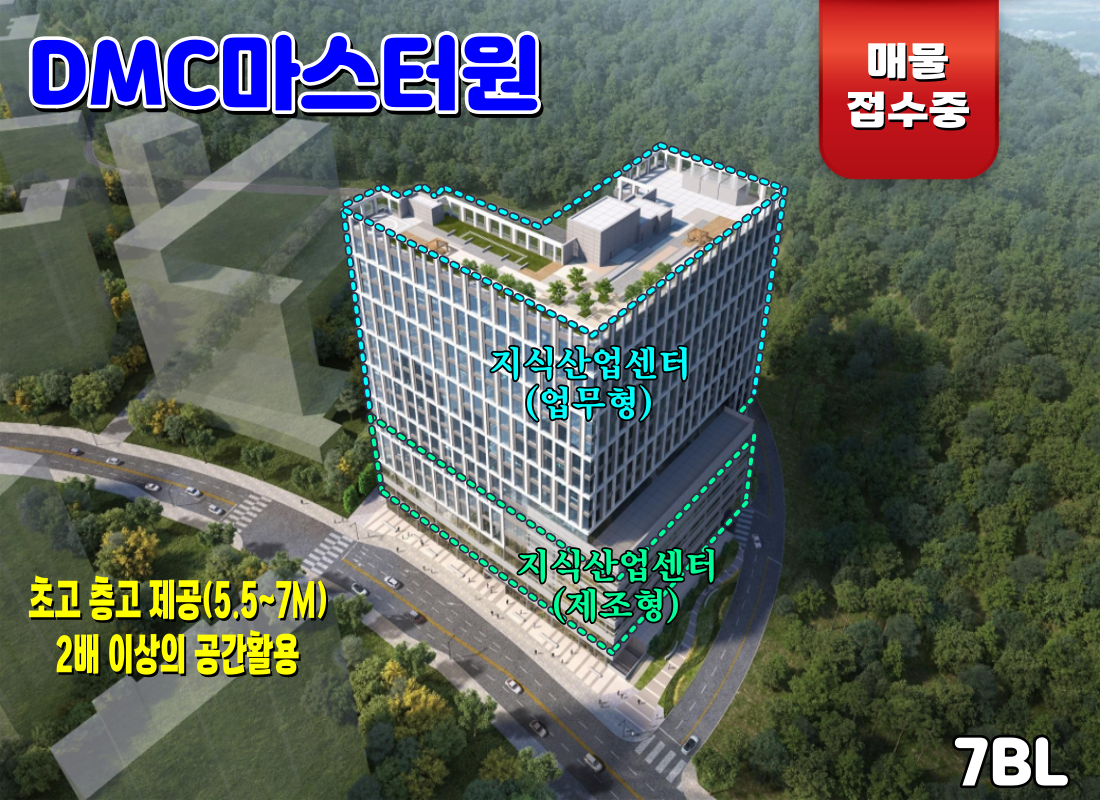 DMC마스터원
매물
접수중
지식산업센터
(업무형)
지식산업센터
(제조형)
초고 층고 제공(5.5~7M)
2배 이상의 공간활용
7BL